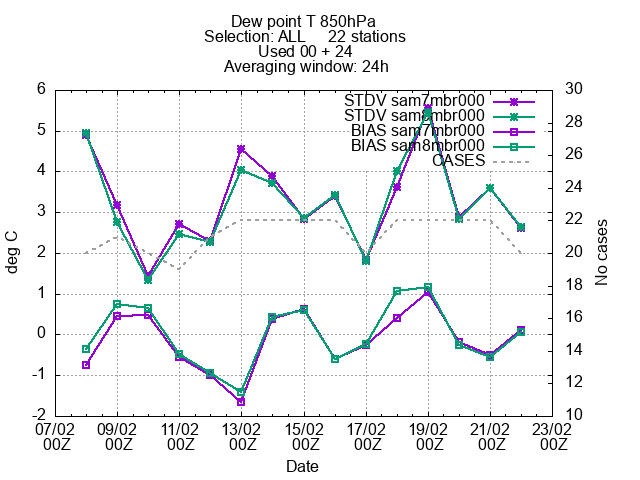 Dew point T 850hPa
Selection: ALL 22 stations
Used 00 + 24
Averaging window: 24h
STDV sam7mbr000
STDV sam8mbr000
BIAS sam7mbr000
BIAS sam8mbr000
CASES
deg C
6
5
4
3
2
1
0
-1
-2
30
28
26
24
22
20
18
16
14
12
10
No cases
07/02 09/02 11/02 13/02 15/02 17/02 19/02 21/02 23/02
00Z 00Z 00Z 00Z 00Z 00Z 00Z 00Z 00Z
Date